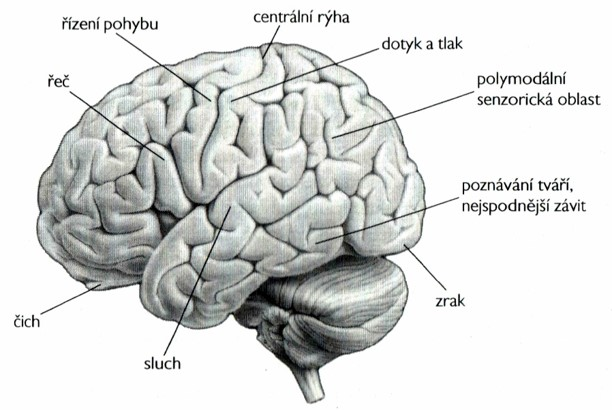 centrální rýha
řízení pohybu
dotyk a tlak
řeč
polymodální
senzorická oblast
poznávání tváří,
nejspodnější závit
zrak
čich
sluch